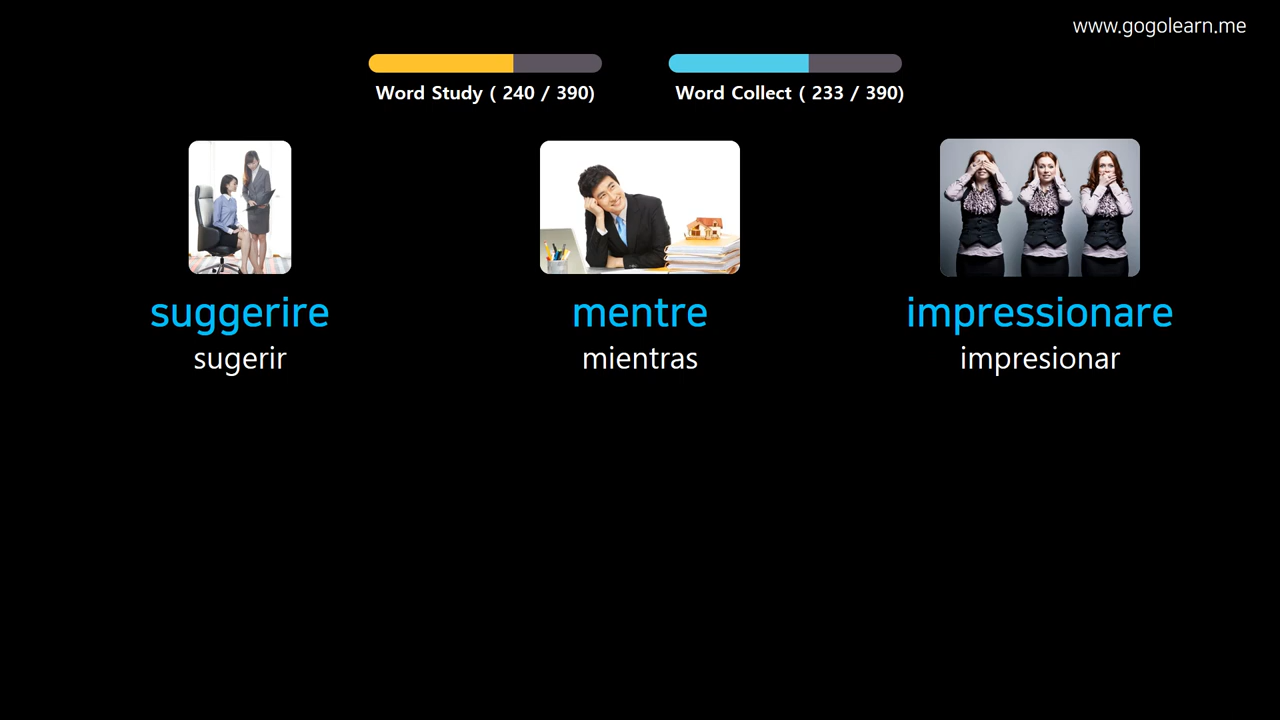 www.gogolearn.me
Word Study ( 240 / 390)
Word Collect ( 233 / 390)
suggerire
mentre
impressionare
sugerir
mientras
impresionar